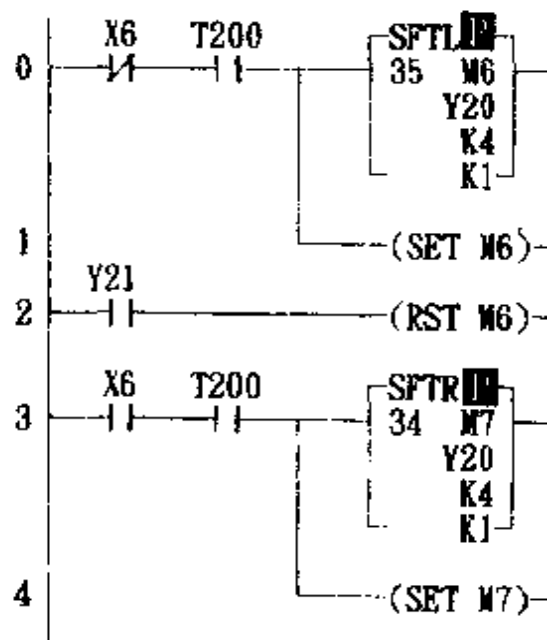 X6 T200 SFTL P
0 35 M6
Y20
K4
K1
1 (SET M6)
Y21
2 (RST M6)
X6 T200 SFTR P
3 34 M7
Y20
K4
K1
4 (SET M7)